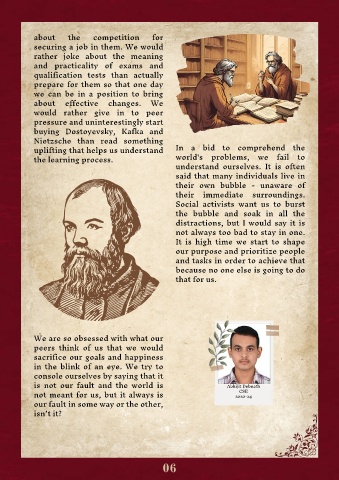 about the competition for
securing a job in them. We would
rather joke about the meaning
and practicality of exams and
qualification tests than actually
prepare for them so that one day
we can be in a position to bring
about effective changes. We
would rather give in to peer
pressure and uninterestingly start
buying Dostoyevsky, Kafka and
Nietzsche than read something
uplifting that helps us understand
the learning process.
We are so obsessed with what our
peers think of us that we would
sacrifice our goals and happiness
in the blink of an eye. We try to
console ourselves by saying that it
is not our fault and the world is
not meant for us, but it always is
our fault in some way or the other,
isn't it?
In a bid to comprehend the
world's problems, we fail to
understand ourselves. It is often
said that many individuals live in
their own bubble - unaware of
their immediate surroundings.
Social activists want us to burst
the bubble and soak in all the
distractions, but I would say it is
not always too bad to stay in one.
It is high time we start to shape
our purpose and prioritize people
and tasks in order to achieve that
because no one else is going to do
that for us.
Abhijit Debnath
CSE
06